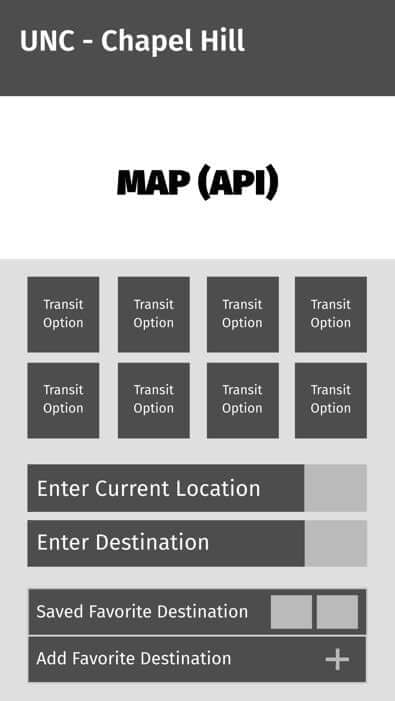 UNC - Chapel Hill
MAP (API)
Transit Option
Transit Option
Transit Option
Transit Option
Transit Option
Transit Option
Transit Option
Transit Option
Enter Current Location
Enter Destination
Saved Favorite Destination
Add Favorite Destination +